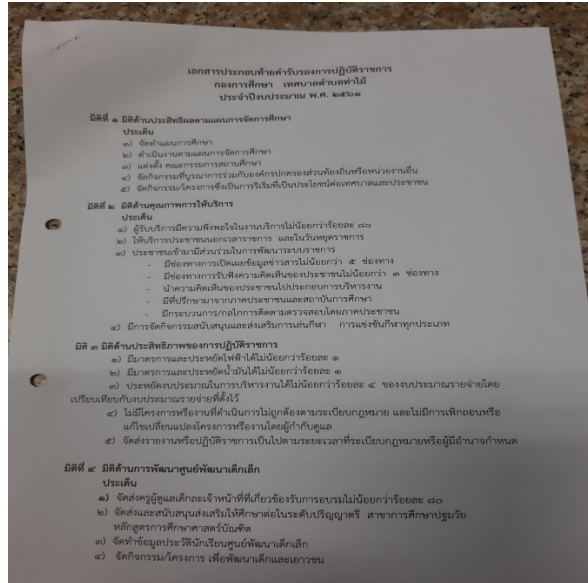 เอกสารประกอบท้ายคำรับรองการปฏิบัติราชการ
กองการศึกษา เทศบาลตำบลท่าไม้
ประจำปีงบประมาณ พ.ศ. ๒๕๖๑
มิติที่ ๑ มิติด้านประสิทธิผลตามแผนการจัดการศึกษา
ประเด็น
๑) จัดทำแผนการศึกษา
๒) ดำเนินงานตามแผนการจัดการศึกษา
๓) แต่งตั้ง คณะกรรมการสถานศึกษา
๔) จัดกิจกรรมที่บูรณาการร่วมกับองค์กรปกครองส่วนท้องถิ่นหรือหน่วยงานอื่น
๕) จัดกิจกรรม/โครงการซึ่งเป็นการริเริ่มที่เป็นประโยชน์ต่อเทศบาลและประชาชน
มิติที่ ๒ มิติด้านคุณภาพการให้บริการ
ประเด็น
๑) ผู้รับบริการมีความพึงพอใจในงานบริการไม่น้อยกว่าร้อยละ ๘๐
๒) ให้บริการประชาชนนอกเวลาราชการ และในวันหยุดราชการ
๓) ประชาชนเข้ามามีส่วนร่วมในการพัฒนาระบบราชการ
- มีช่องทางการเปิดเผยข้อมูลข่าวสารไม่น้อยกว่า ๕ ช่องทาง
- มีช่องทางการรับฟังความคิดเห็นของประชาชนไม่น้อยกว่า ๓ ช่องทาง
- นำความคิดเห็นของประชาชนไปประกอบการบริหารงาน
- มีที่ปรึกษามาจากภาคประชาชนและสถาบันการศึกษา
- มีกระบวนการ/กลไกการติดตามตรวจสอบโดยภาคประชาชน
๔) มีการจัดกิจกรรมสนับสนุนและส่งเสริมการเล่นกีฬา การแข่งขันกีฬาทุกประเภท
มิติ ๓ มิติด้านประสิทธิภาพของการปฏิบัติราชการ
๑) มีมาตรการและประหยัดไฟฟ้าได้ไม่น้อยกว่าร้อยละ ๑
๒) มีมาตรการและประหยัดน้ำมันได้ไม่น้อยกว่าร้อยละ ๑
๓) ประหยัดงบประมาณในการบริหารงานได้ไม่น้อยกว่าร้อยละ ๔ ของงบประมาณรายจ่ายโดย
เปรียบเทียบกับงบประมาณรายจ่ายที่ตั้งไว้
๔) ไม่มีโครงการหรืองานที่ดำเนินการไม่ถูกต้องตามระเบียบกฎหมาย และไม่มีการเพิกถอนหรือ
แก้ไขเปลี่ยนแปลงโครงการหรืองานโดยผู้กำกับดูแล
๕) จัดส่งรายงานหรือปฏิบัติราชการเป็นไปตามระยะเวลาที่ระเบียบกฎหมายหรือผู้มีอำนาจกำหนด
มิติที่ ๔ มิติด้านการพัฒนาศูนย์พัฒนาเด็กเล็ก
ประเด็น
๑) จัดส่งครูผู้ดูแลเด็กละเจ้าหน้าที่ที่เกี่ยวข้องรับการอบรมไม่น้อยกว่าร้อยละ ๘๐
๒) จัดส่งและสนับสนุนส่งเสริมให้ศึกษาต่อในระดับปริญญาตรี สาขาการศึกษาปฐมวัย
หลักสูตรการศึกษาศาสตร์บัณฑิต
๓) จัดทำข้อมูลประวัตินักเรียนศูนย์พัฒนาเด็กเล็ก
๔) จัดกิจกรรม/โครงการ เพื่อพัฒนาเด็กและเยาวชน